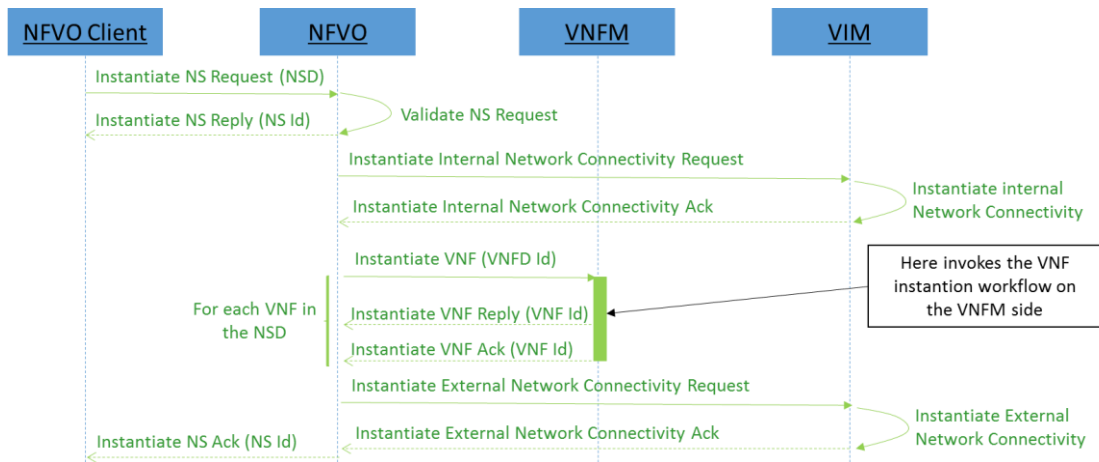 NFVO Client
NFVO
VNFM
VIM
Instantiate NS Request (NSD)
Validate NS Request
Instantiate NS Reply (NS Id)
Instantiate Internal Network Connectivity Request
Instantiate internal
Network Connectivity
Instantiate Internal Network Connectivity Ack
Instantiate VNF (VNFD Id)
Here invokes the VNF
instantion workflow on
the VNFM side
For each VNF in
the NSD
Instantiate VNF Reply (VNF Id)
Instantiate VNF Ack (VNF Id)
Instantiate External Network Connectivity Request
Instantiate External
Network Connectivity
Instantiate External Network Connectivity Ack
Instantiate NS Ack (NS Id)